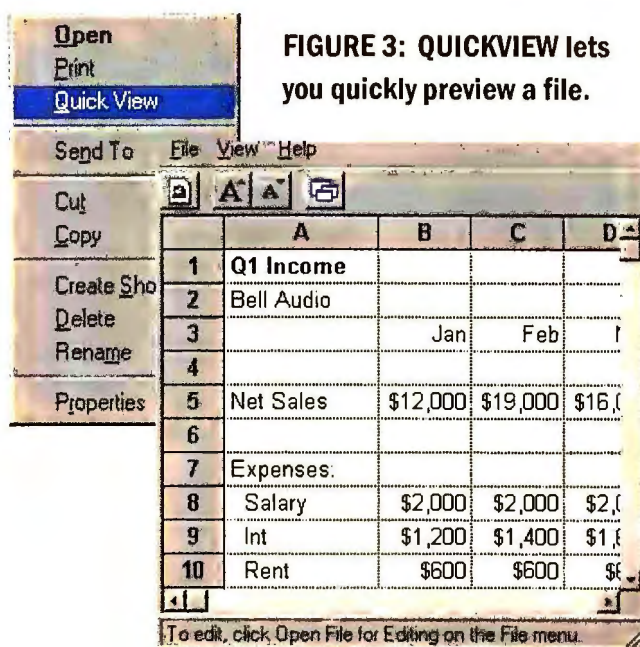 FIGURE 3: QUICKVIEW lets
you quickly preview a file.
Open
Print
Quick View
Send To
Cut
Copy
Create Sho
Delete
Rename
Properties
File View Help
A A
A B C D
1 Q1 Income
2 Bell Audio
3 Jan Feb
4
5 Net Sales $12,000 $19,000 $16,
6
7 Expenses:
8 Salary $2,000 $2,000 $2,
9 Int $1,200 $1,400 $1,
10 Rent $600 $600
To edit, click Open File for Editing on the File menu.